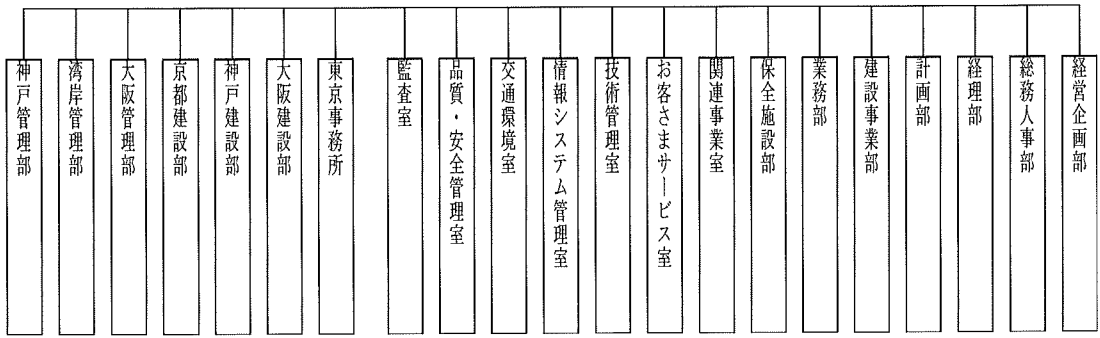 経営企画部
総務人事部
経理部
計画部
建設事業部
業務部
保全施設部
関連事業室
お客さまサービス室
技術管理室
情報システム管理室
交通環境室
品質・安全管理室
監査室
東京事務所
大阪建設部
神戸建設部
京都建設部
大阪管理部
湾岸管理部
神戸管理部